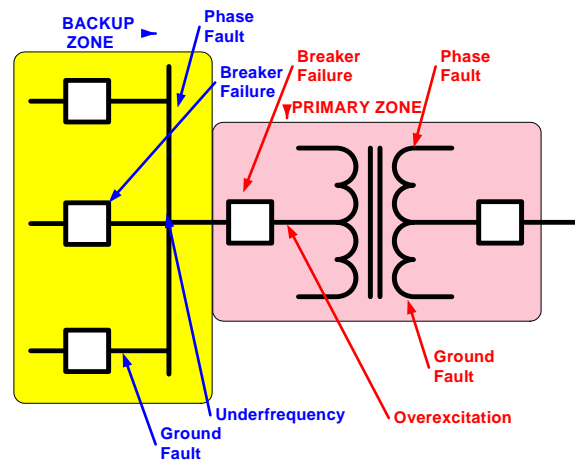 BACKUP
ZONE
Phase
Fault
Breaker
Failure
Breaker
Failure
Phase
Fault
PRIMARY ZONE
Ground
Fault
Underfrequency
Overexcitation
Ground
Fault